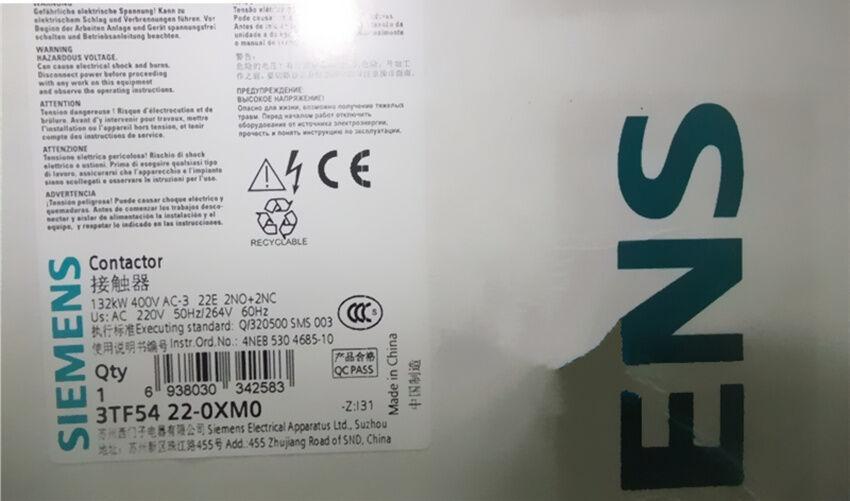 WARNUNG
Gefährliche elektrische Spannung! Kann zu
elektrischem Schlag und Verbrennungen führen. Vor
Beginn der Arbeiten Anlage und Gerät spannungsfrei
schalten und Betriebsanleitung beachten.
WARNING
HAZARDOUS VOLTAGE.
Can cause electrical shock and burns.
Disconnect power before proceeding
with any work on this equipment
and observe the operating instructions!
ATTENTION
Tension dangereuse ! Risque d'électrocution et de
brûlure. Avant d'y intervenir pour travaux, mettre
l'installation ou l'appareil hors tension, et tenir
compte des instructions de service.
ATTENZIONE
Tensione elettrica pericolosa! Rischio di shock
elettrico e ustioni. Prima di eseguire qualsiasi tipo
di lavoro, assicurarsi che l'apparecchio e l'impianto
siano scollegati e osservare le istruzioni per l'uso.
ADVERTENCIA
¡Tensión peligrosa! Puede causar choque eléctrico y
quemaduras. Antes de comenzar los trabajos desco-
nectar y aislar de alimentación la instalación y el
equipo, y respetar lo indicado en las instrucciones.
Tensão
Pode causa
Antes de
unidade a
o manual de
警告:
ПРЕДУПРЕЖДЕНИЕ:
ВЫСОКОЕ НАПРЯЖЕНИЕ!
Опасно для жизни, возможно получение тяжелых
травм. Перед началом работ отключить
оборудование от источника электроэнергии,
прочесть и понять инструкцию по эксплуатации.
CE
RECYCLABLE
SIEMENS
Contactor
接触器
132kW 400V AC-3 22E 2NO+2NC
Us: AC 220V 50Hz/264V 60Hz
执行标准Executing standard: Q/320500 SMS 003
使用说明书编号 Instr.Ord.No.: 4NEB 530 4685-10
CCC S
产品合格
QC PASS
Qty
1
6 938030 342583
3TF54 22-0XM0
-Z:I31
Made in China
中国制造
苏州西门子电器有限公司 Siemens Electrical Apparatus Ltd., Suzhou
地址: 苏州新区珠江路455号 Add.:455 Zhujiang Road of SND, China
ENS